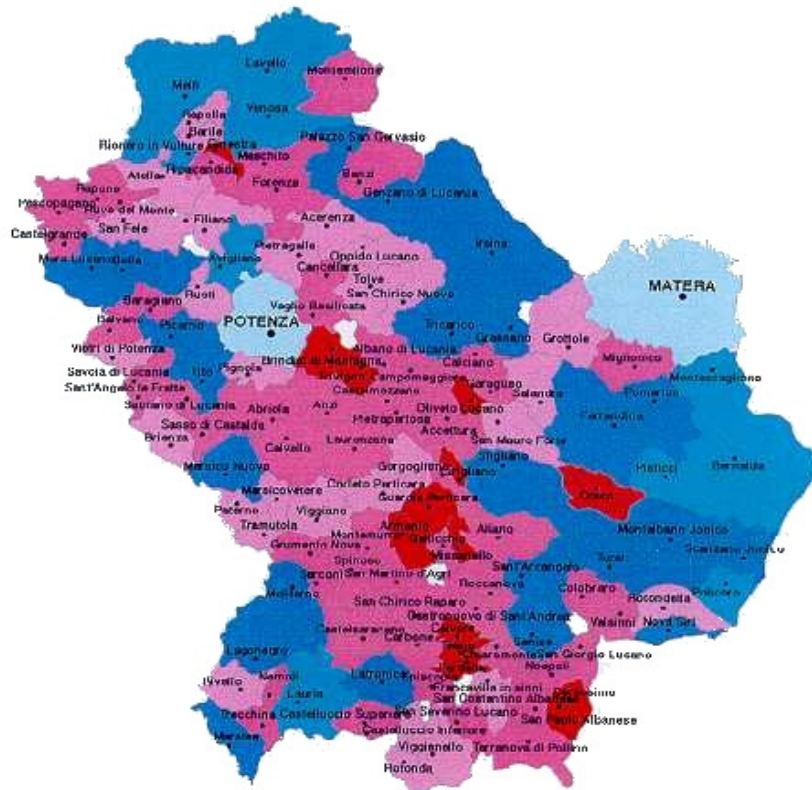 Lavello
Montemilone
Melfi
Venosa
Rapolla
Barile
Rionero in Vulture
Ginestra
Palazzo San Gervasio
Maschito
Ripacandida
Atella
Banzi
Forenza
Genzano di Lucania
Rapone
Pescopagano
Ruvo del Monte
San Fele
Filiano
Acerenza
Castelgrande
Pietragalla
Oppido Lucano
Irsina
Muro Lucano
Avigliano
Cancellara
Tolve
San Chirico Nuovo
MATERA
Ruoti
Baragiano
Vaglio Basilicata
Balvano
Picerno
POTENZA
Tricarico
Grassano
Grottole
Vietri di Potenza
Brindisi di Montagna
Albano di Lucania
Calciano
Miglionico
Savoia di Lucania
Tito
Pignola
Campomaggiore
Garaguso
Montescaglioso
Sant'Angelo le Fratte
Castelmezzano
Salandra
Pomarico
Satriano di Lucania
Abriola
Anzi
Pietrapertosa
Oliveto Lucano
Ferrandina
Sasso di Castalda
Accettura
Brienza
Calvello
Laurenzana
San Mauro Forte
Marsico Nuovo
Gorgoglione
Cirigliano
Stigliano
Pisticci
Bernalda
Marsicovetere
Corleto Perticara
Guardia Perticara
Craco
Paterno
Viggiano
Tramutola
Armento
Aliano
Montalbano Jonico
Grumento Nova
Montemurro
Gallicchio
Missanello
Scanzano Jonico
Spinoso
Tursi
Sarconi
San Martino d'Agri
Sant'Arcangelo
Moliterno
Roccanova
Colobraro
Policoro
San Chirico Raparo
Rotondella
Castronuovo di Sant'Andrea
Valsinni
Nova Siri
Castelsaraceno
Carbone
Calvera
Senise
Lagonegro
Chiaromonte
San Giorgio Lucano
Noepoli
Latronico
Episcopia
Rivello
Nemoli
Francavilla in sinni
Lauria
San Costantino Albanese
Trecchina
Castelluccio Superiore
San Severino Lucano
San Paolo Albanese
Castelluccio Inferiore
Maratea
Viggianello
Terranova di Pollino
Rotonda